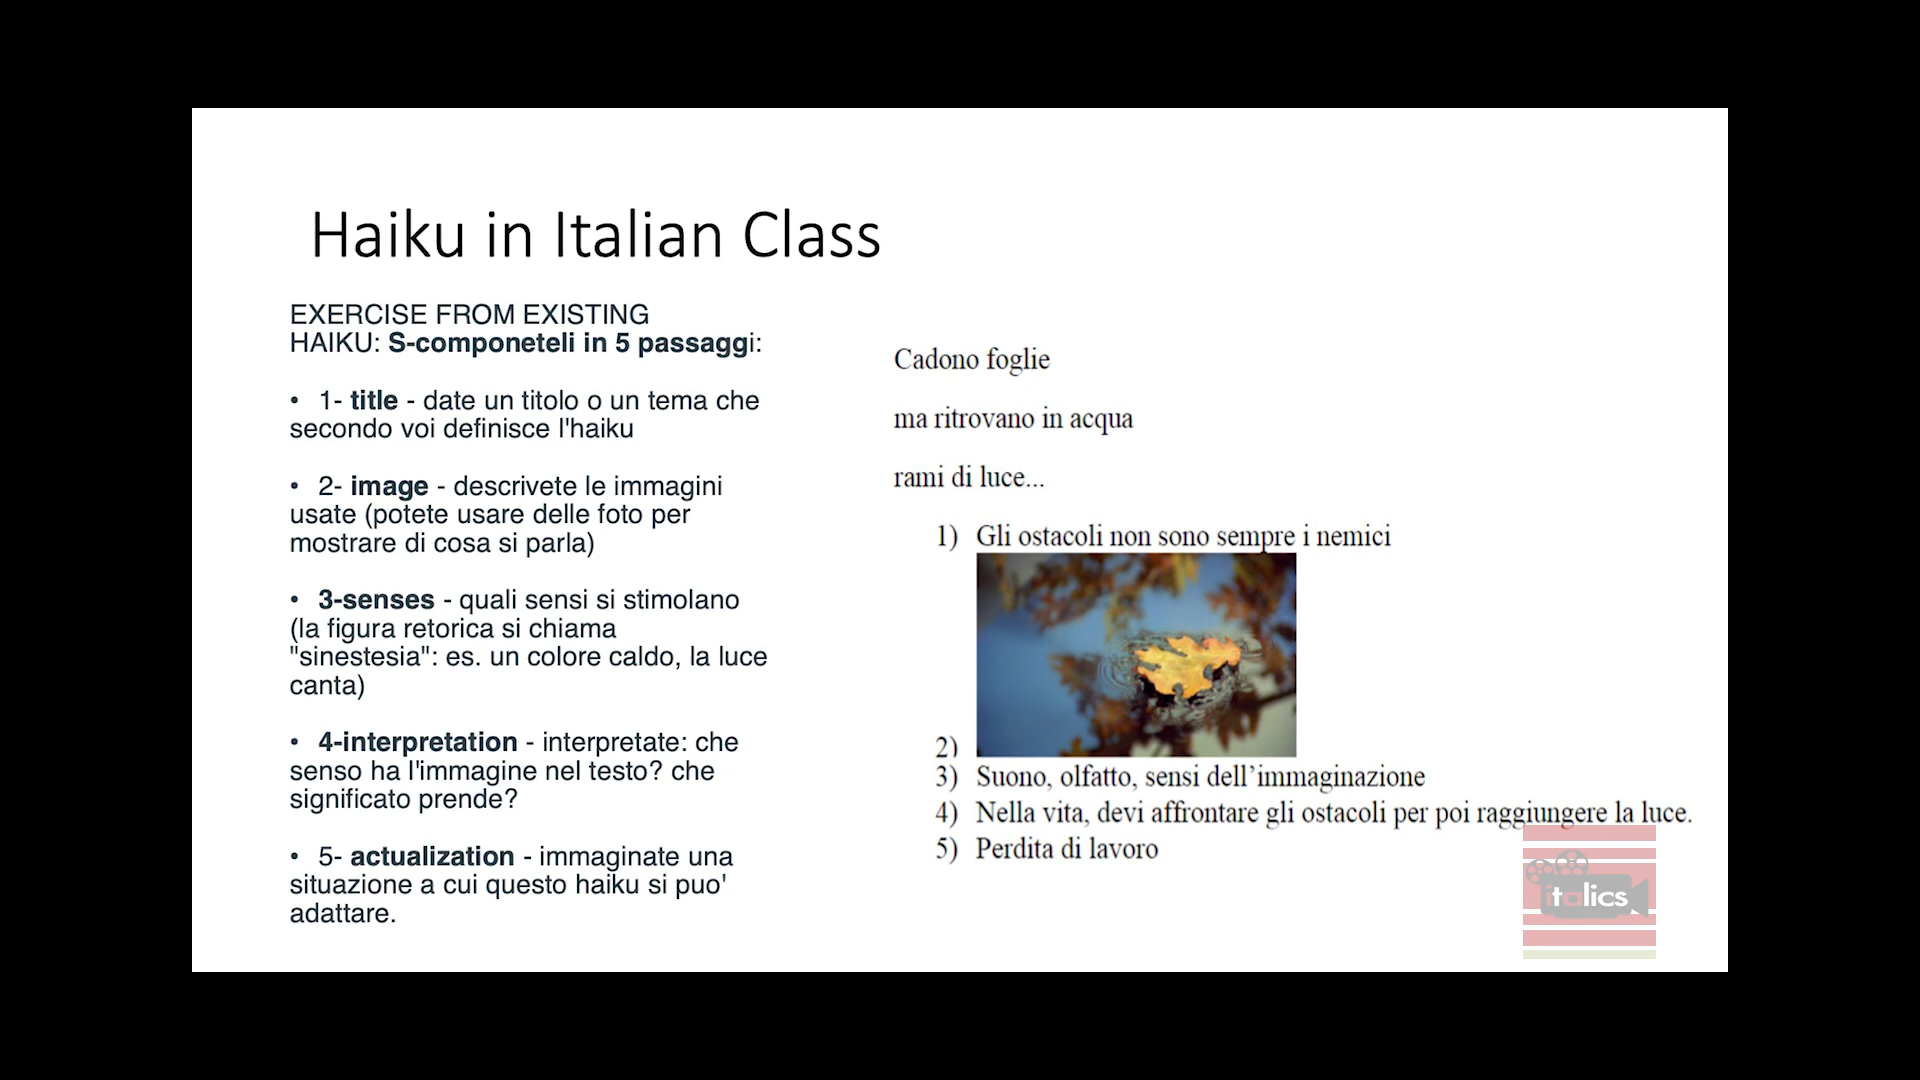 Haiku in Italian Class
EXERCISE FROM EXISTING
HAIKU: S-componeteli in 5 passaggi:
• 1- title - date un titolo o un tema che
secondo voi definisce l'haiku
• 2- image - descrivete le immagini
usate (potete usare delle foto per
mostrare di cosa si parla)
• 3-senses - quali sensi si stimolano
(la figura retorica si chiama
"sinestesia": es. un colore caldo, la luce
canta)
• 4-interpretation - interpretate: che
senso ha l'immagine nel testo? che
significato prende?
• 5- actualization - immaginate una
situazione a cui questo haiku si puo'
adattare.
Cadono foglie
ma ritrovano in acqua
rami di luce...
1) Gli ostacoli non sono sempre i nemici
2)
3) Suono, olfatto, sensi dell’immaginazione
4) Nella vita, devi affrontare gli ostacoli per poi raggiungere la luce.
5) Perdita di lavoro
italics